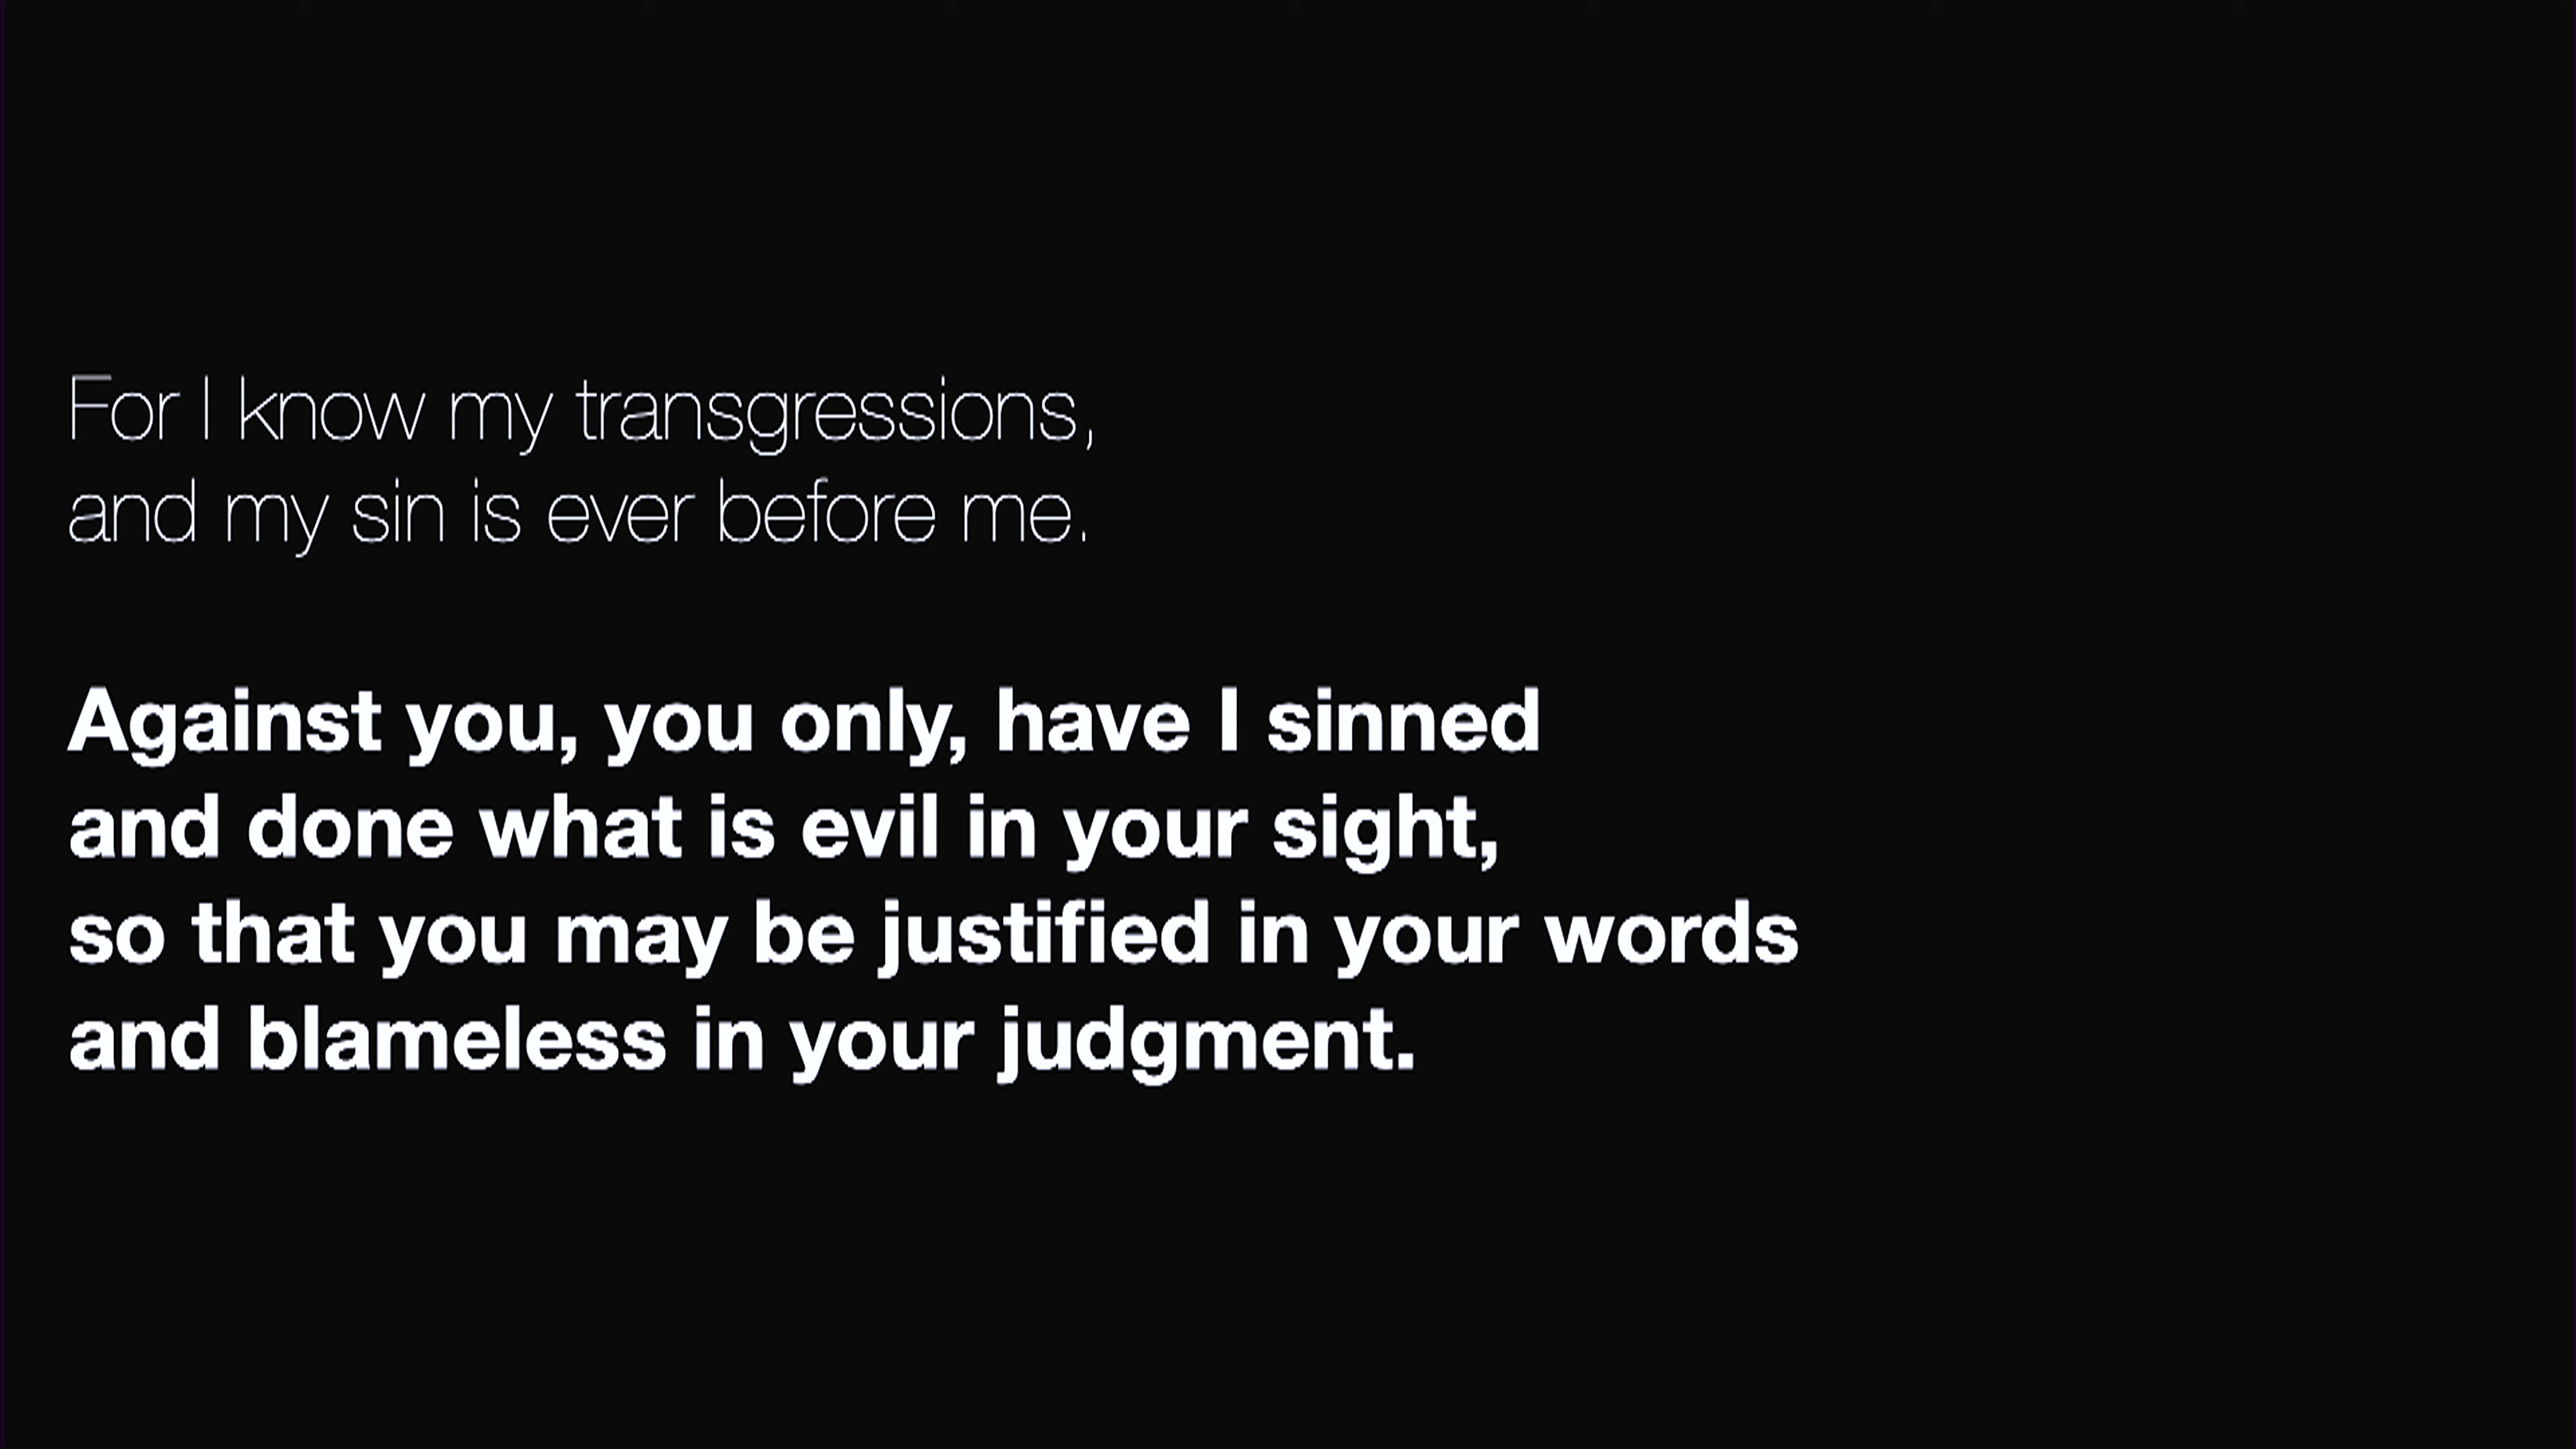 For I know my transgressions,
and my sin is ever before me.
Against you, you only, have I sinned
and done what is evil in your sight,
so that you may be justified in your words
and blameless in your judgment.